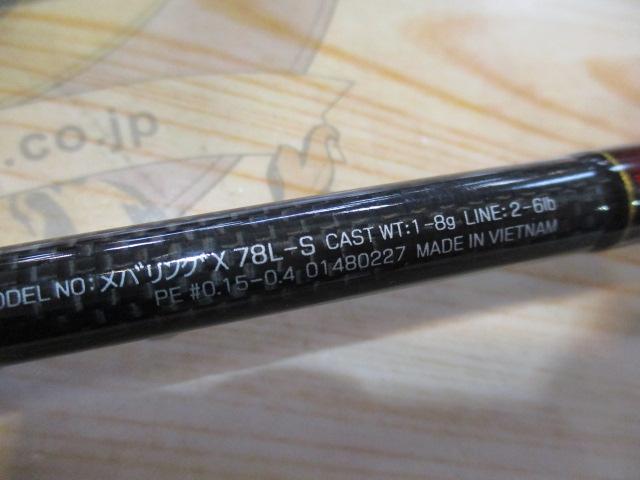 .co.jp
MODEL NO: メバリング X 78L-S CAST WT: 1-8g LINE: 2-6lb
PE #0.15-0.4 01480227 MADE IN VIETNAM